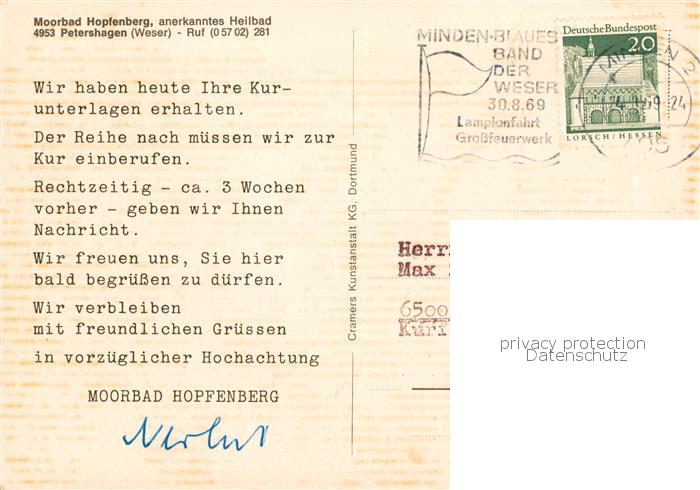 Moorbad Hopfenberg, anerkanntes Heilbad
4953 Petershagen (Weser) - Ruf (0 57 02) 281
Wir haben heute Ihre Kur-
unterlagen erhalten.
Der Reihe nach müssen wir zur
Kur einberufen.
Rechtzeitig - ca. 3 Wochen
vorher - geben wir Ihnen
Nachricht.
Wir freuen uns, Sie hier
bald begrüßen zu dürfen.
Wir verbleiben
mit freundlichen Grüssen
in vorzüglicher Hochachtung
MOORBAD HOPFENBERG
Cramers Kunstanstalt KG, Dortmund
MINDEN-BLAUES
BAND
DER
WESER
30.8.69
Lampionfahrt
Großfeuerwerk
Deutsche Bundespost
20
LORSCH/HESSEN
Max
6500
privacy protection
Datenschutz